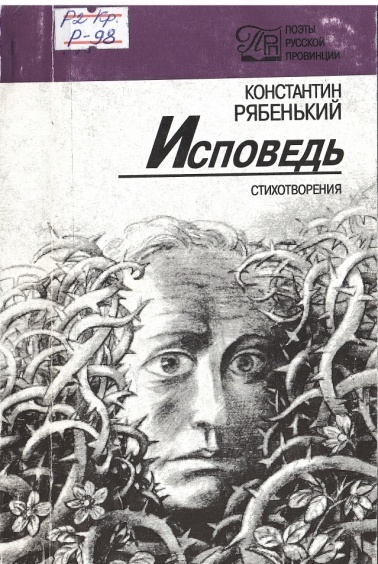 Р2 Кр.
Р-98
ПОЭТЫ
РУССКОЙ
ПРОВИНЦИИ
КОНСТАНТИН
РЯБЕНЬКИЙ
ИСПОВЕДЬ
СТИХОТВОРЕНИЯ